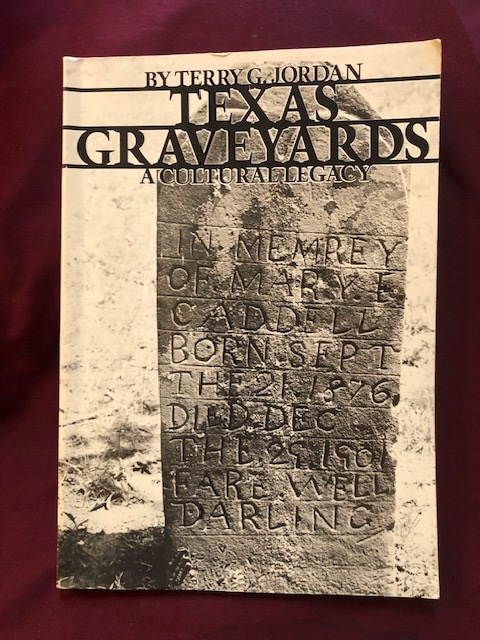 BY TERRY G. JORDAN
TEXAS
GRAVEYARDS
A CULTURAL LEGACY
IN MEMREY
OF. MARY. E
CADDELL
BORN. SEPT
THE 21. 1876.
DIED. DEC
THE. 29. 1901
FARE. WELL
DARLING